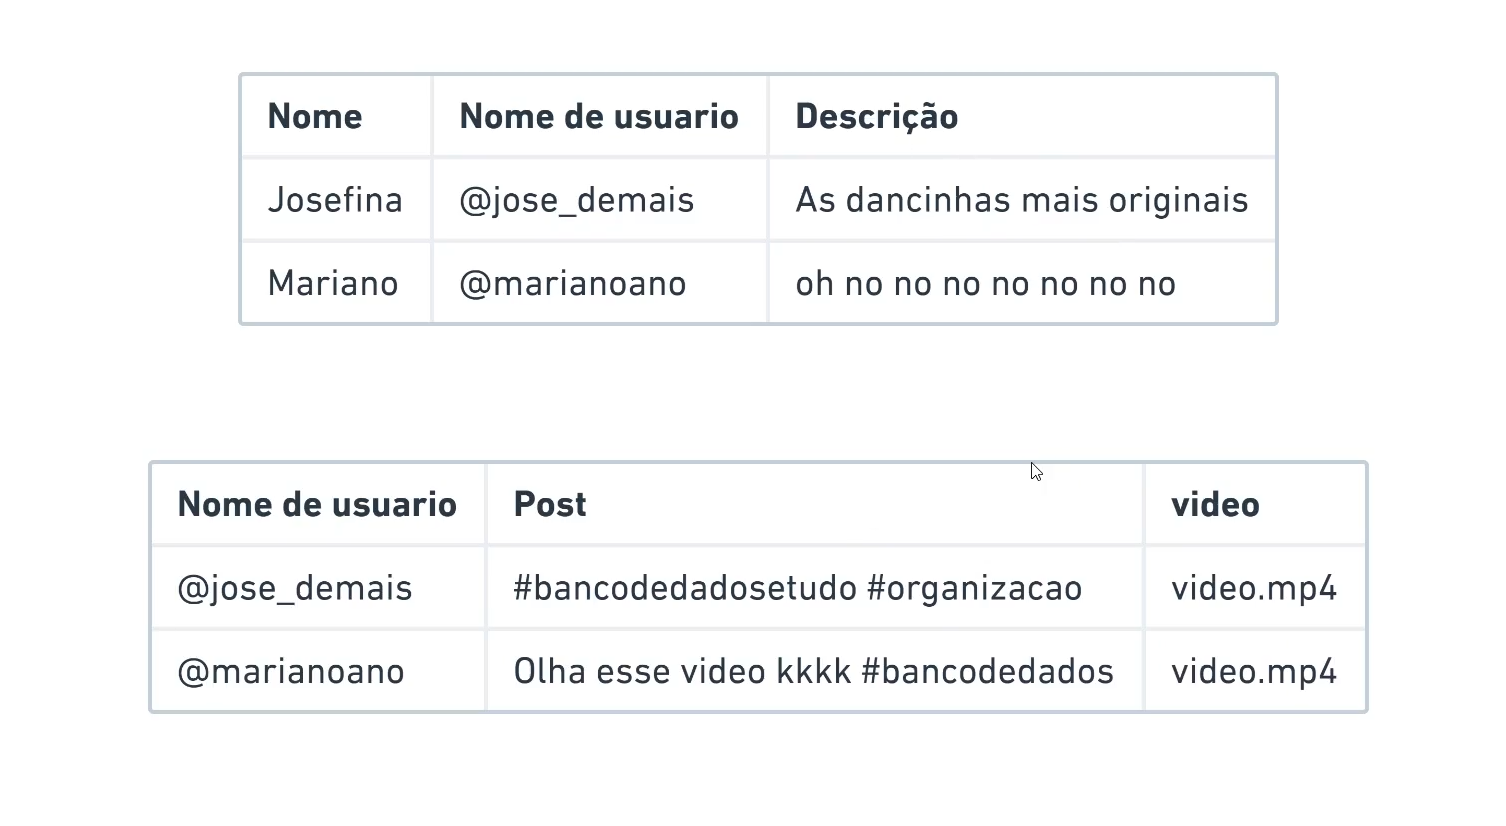 Nome Nome de usuario Descrição
Josefina @jose_demais As dancinhas mais originais
Mariano @marianoano oh no no no no no no no
Nome de usuario Post video
@jose_demais #bancodedadosetudo #organizacao video.mp4
@marianoano Olha esse video kkkk #bancodedados video.mp4